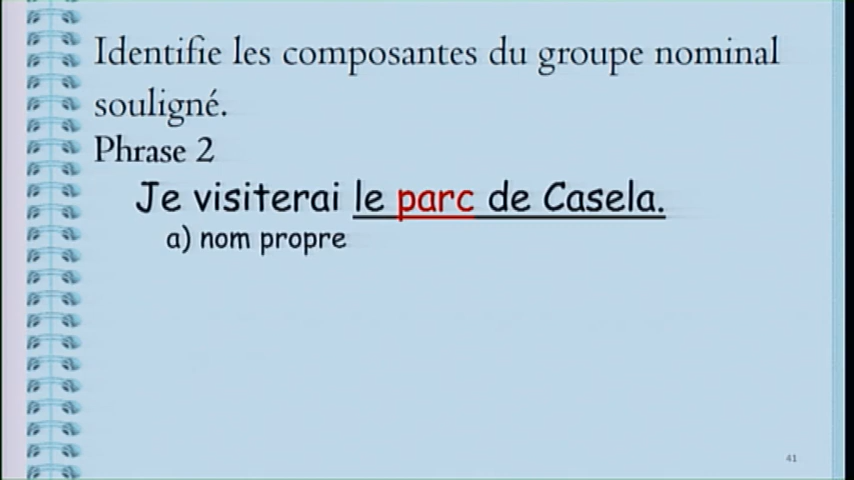 Identifie les composantes du groupe nominal
souligné.
Phrase 2
Je visiterai le parc de Casela.
a) nom propre
41